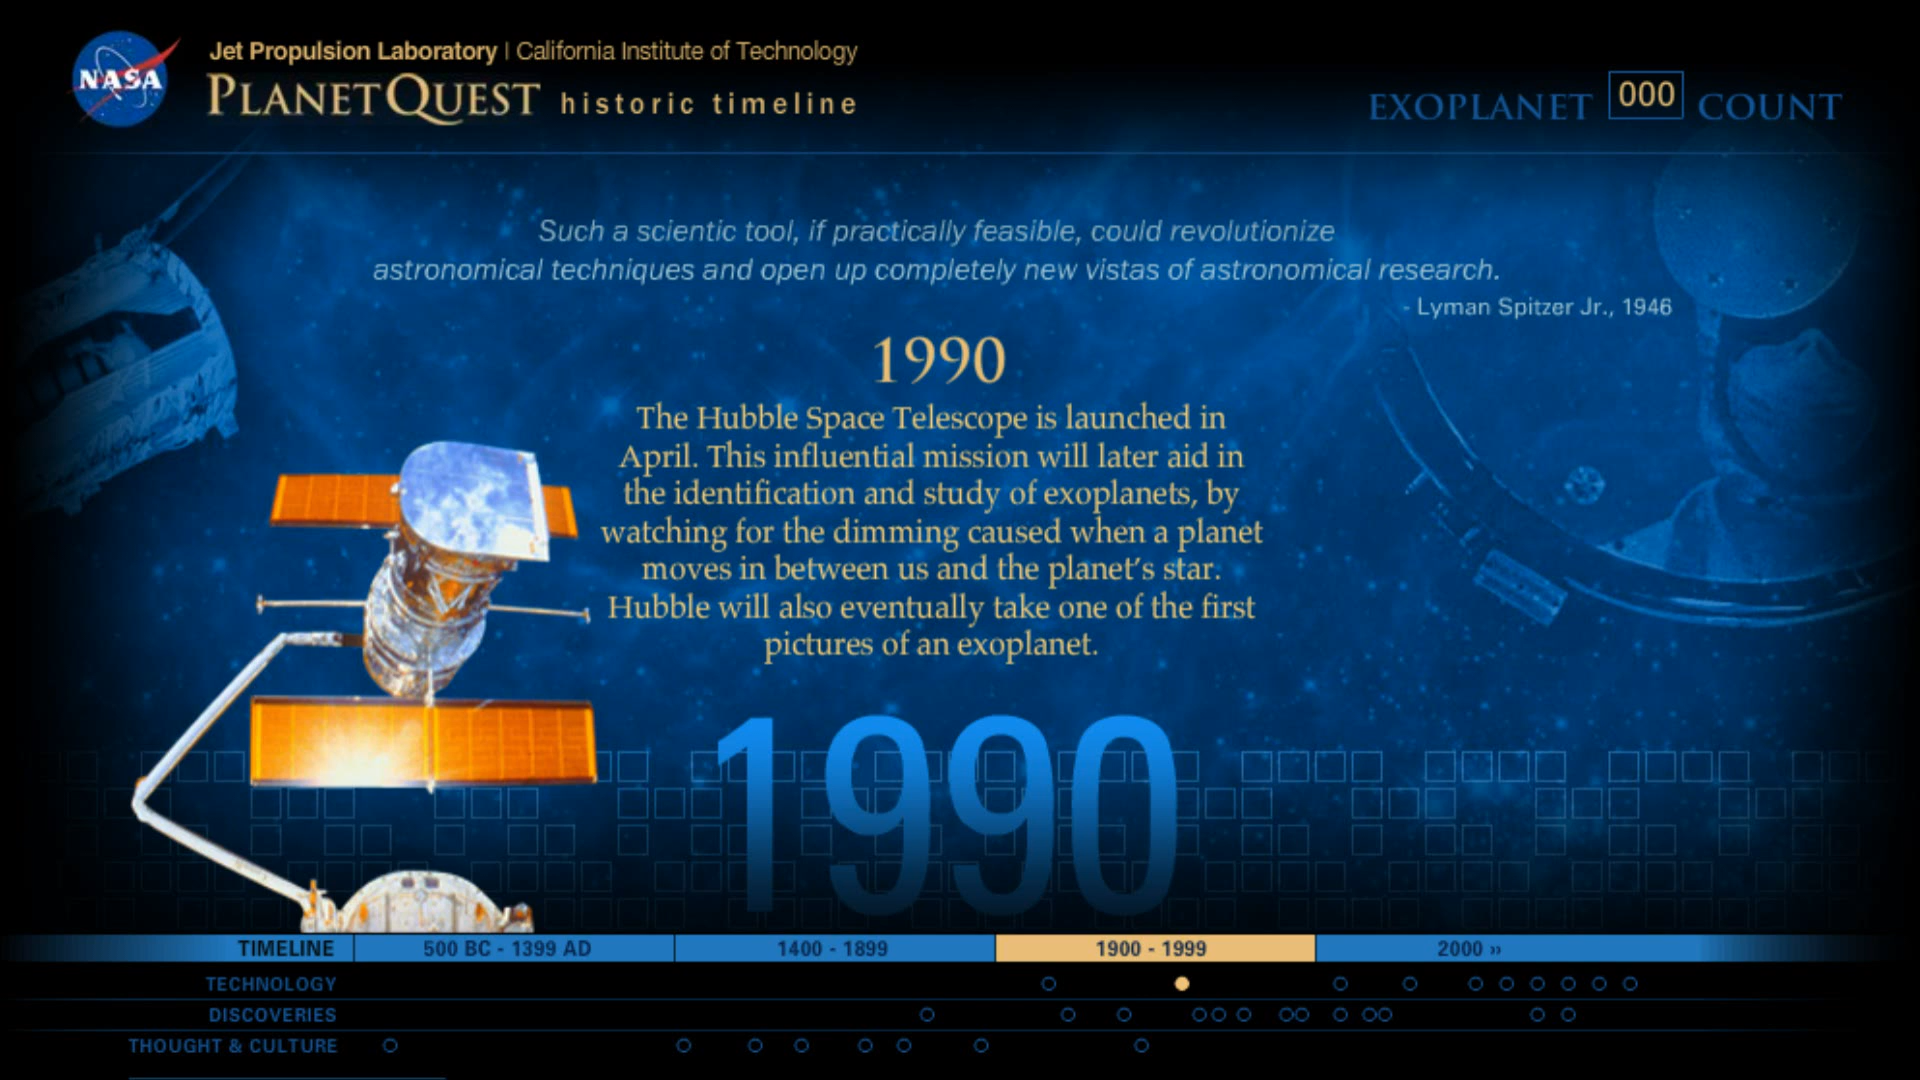 NASA
Jet Propulsion Laboratory | California Institute of Technology
PLANETQUEST historic timeline
EXOPLANET 000 COUNT
Such a scientic tool, if practically feasible, could revolutionize
astronomical techniques and open up completely new vistas of astronomical research.
- Lyman Spitzer Jr., 1946
1990
The Hubble Space Telescope is launched in
April. This influential mission will later aid in
the identification and study of exoplanets, by
watching for the dimming caused when a planet
moves in between us and the planet's star.
Hubble will also eventually take one of the first
pictures of an exoplanet.
1990
TIMELINE 500 BC - 1399 AD 1400 - 1899 1900 - 1999 2000 »
TECHNOLOGY
DISCOVERIES
THOUGHT & CULTURE